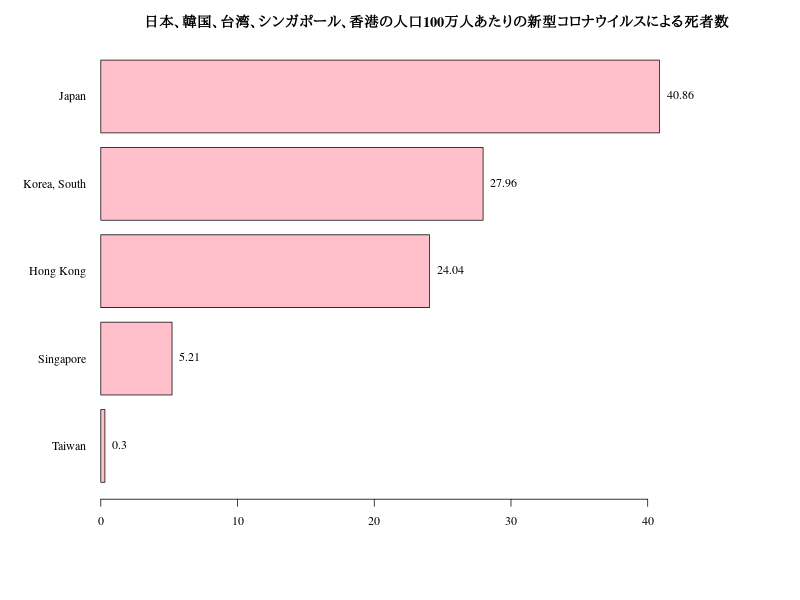 日本、韓国、台湾、シンガポール、香港の人口100万人あたりの新型コロナウイルスによる死者数
Japan
40.86
Korea, South
27.96
Hong Kong
24.04
Singapore
5.21
Taiwan
0.3
0 10 20 30 40